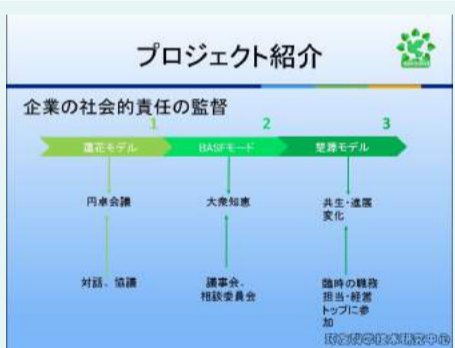 プロジェクト紹介
企業の社会的責任の監督
1
2
3
蓮花モデル
BASFモード
楚源モデル
円卓会議
大衆知恵
共生・進展
変化
対話、協議
議事会、
相談委員会
臨時の職務
担当・経営
トップに参
加